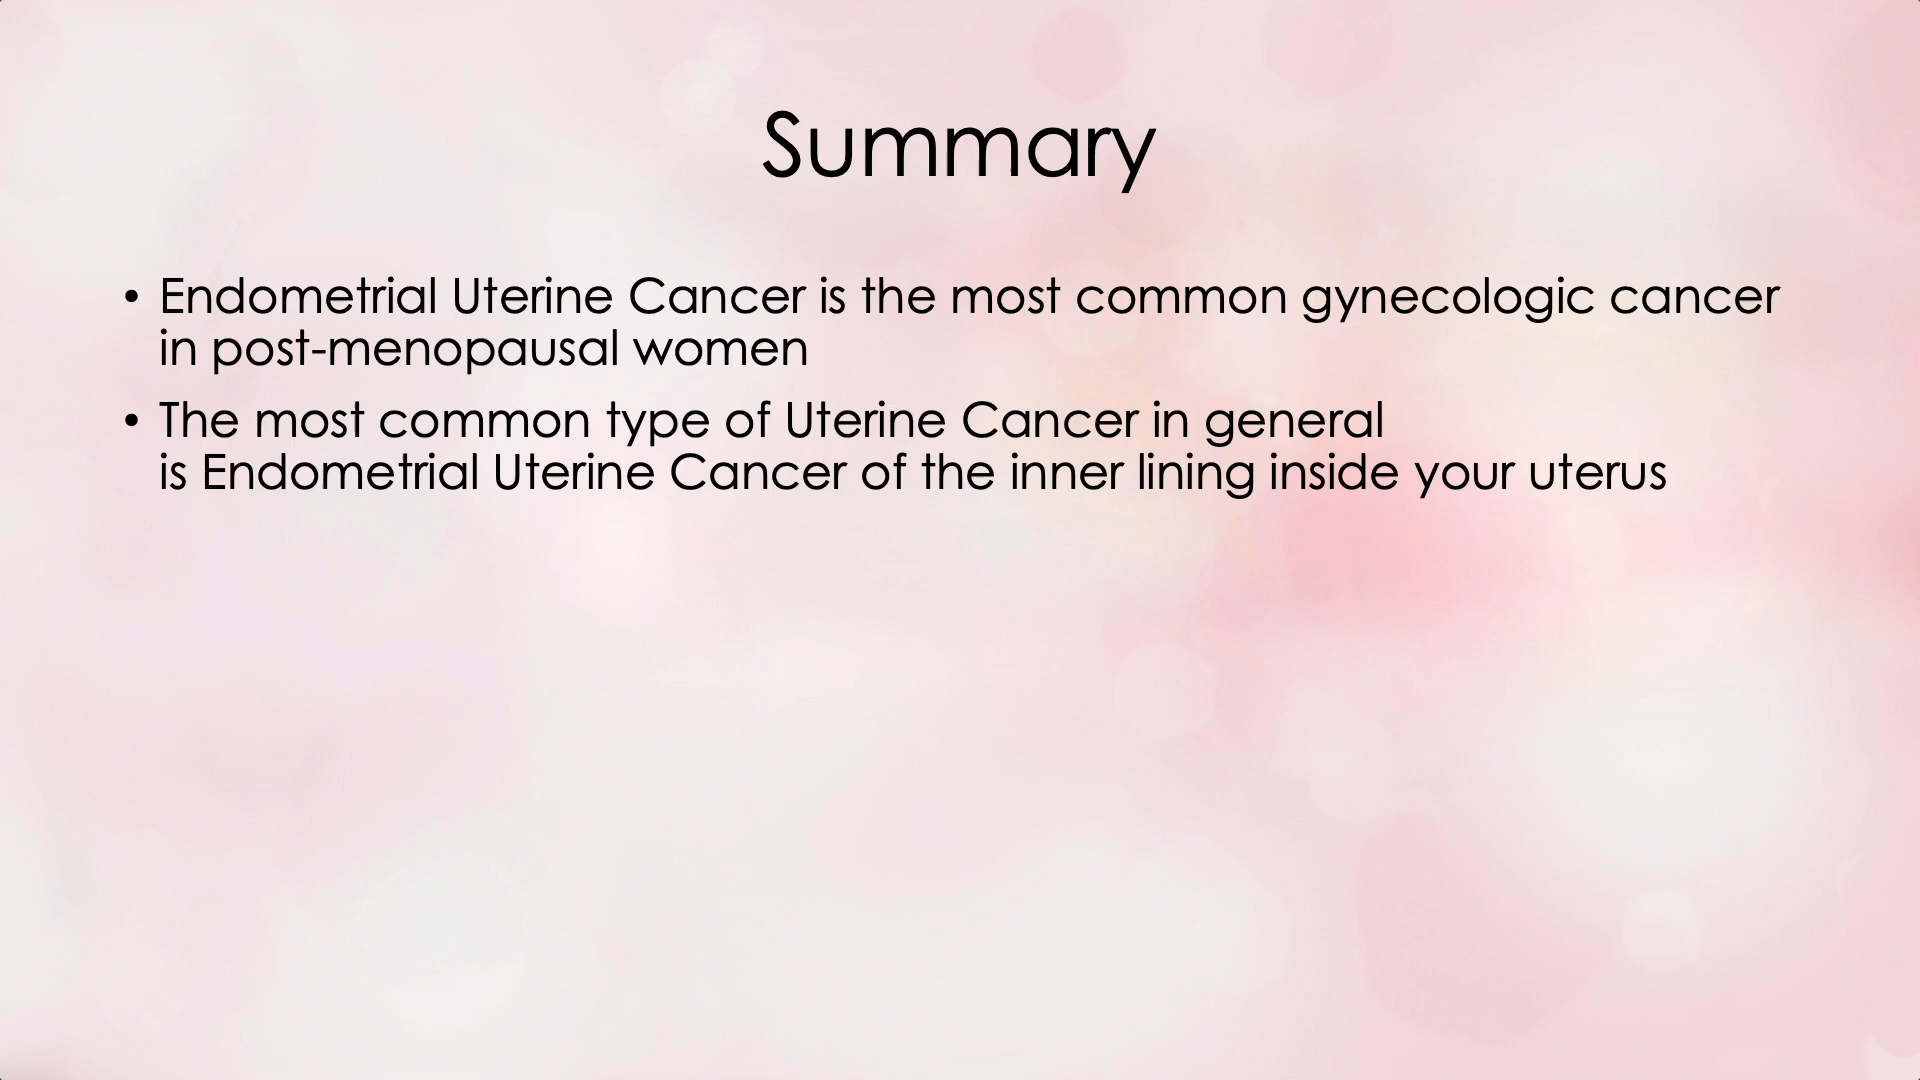 Summary
• Endometrial Uterine Cancer is the most common gynecologic cancer
in post-menopausal women
• The most common type of Uterine Cancer in general
is Endometrial Uterine Cancer of the inner lining inside your uterus